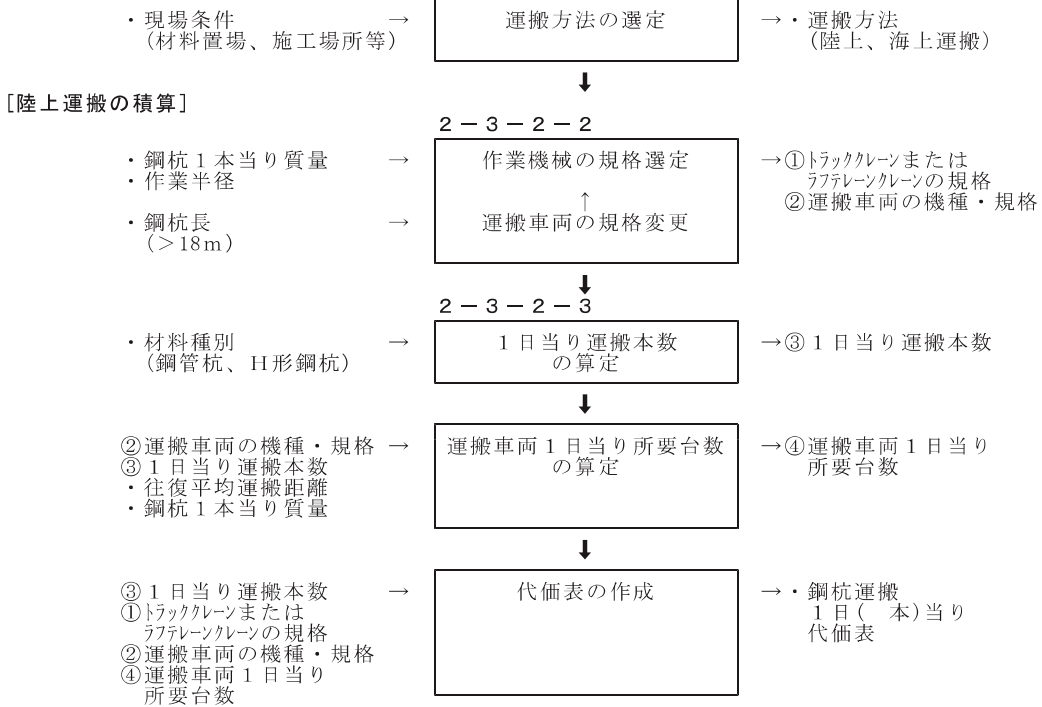 ・現場条件 → 運搬方法の選定 →・運搬方法
(材料置場、施工場所等) (陸上、海上運搬)
⬇
[陸上運搬の積算]
２－３－２－２
・鋼杭１本当り質量 → 作業機械の規格選定 →①ﾄﾗｯｸｸﾚｰﾝまたは
・作業半径 ﾗﾌﾃﾚｰﾝｸﾚｰﾝの規格
↑ ②運搬車両の機種・規格
・鋼杭長 → 運搬車両の規格変更
(＞18ｍ)
⬇
２－３－２－３
・材料種別 → １日当り運搬本数 →③１日当り運搬本数
(鋼管杭、Ｈ形鋼杭) の算定
⬇
②運搬車両の機種・規格 → 運搬車両１日当り所要台数 →④運搬車両１日当り
③１日当り運搬本数 の算定 所要台数
・往復平均運搬距離
・鋼杭１本当り質量
⬇
③１日当り運搬本数 → 代価表の作成 →・鋼杭運搬
①ﾄﾗｯｸｸﾚｰﾝまたは １日(　本)当り
ﾗﾌﾃﾚｰﾝｸﾚｰﾝの規格 代価表
②運搬車両の機種・規格
④運搬車両１日当り
所要台数